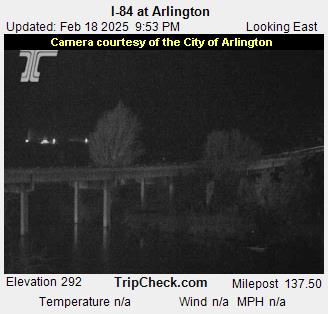 I-84 at Arlington
Updated: Feb 18 2025 9:53 PM Looking East
Camera courtesy of the City of Arlington
Elevation 292 TripCheck.com Milepost 137.50
Temperature n/a Wind n/a MPH n/a